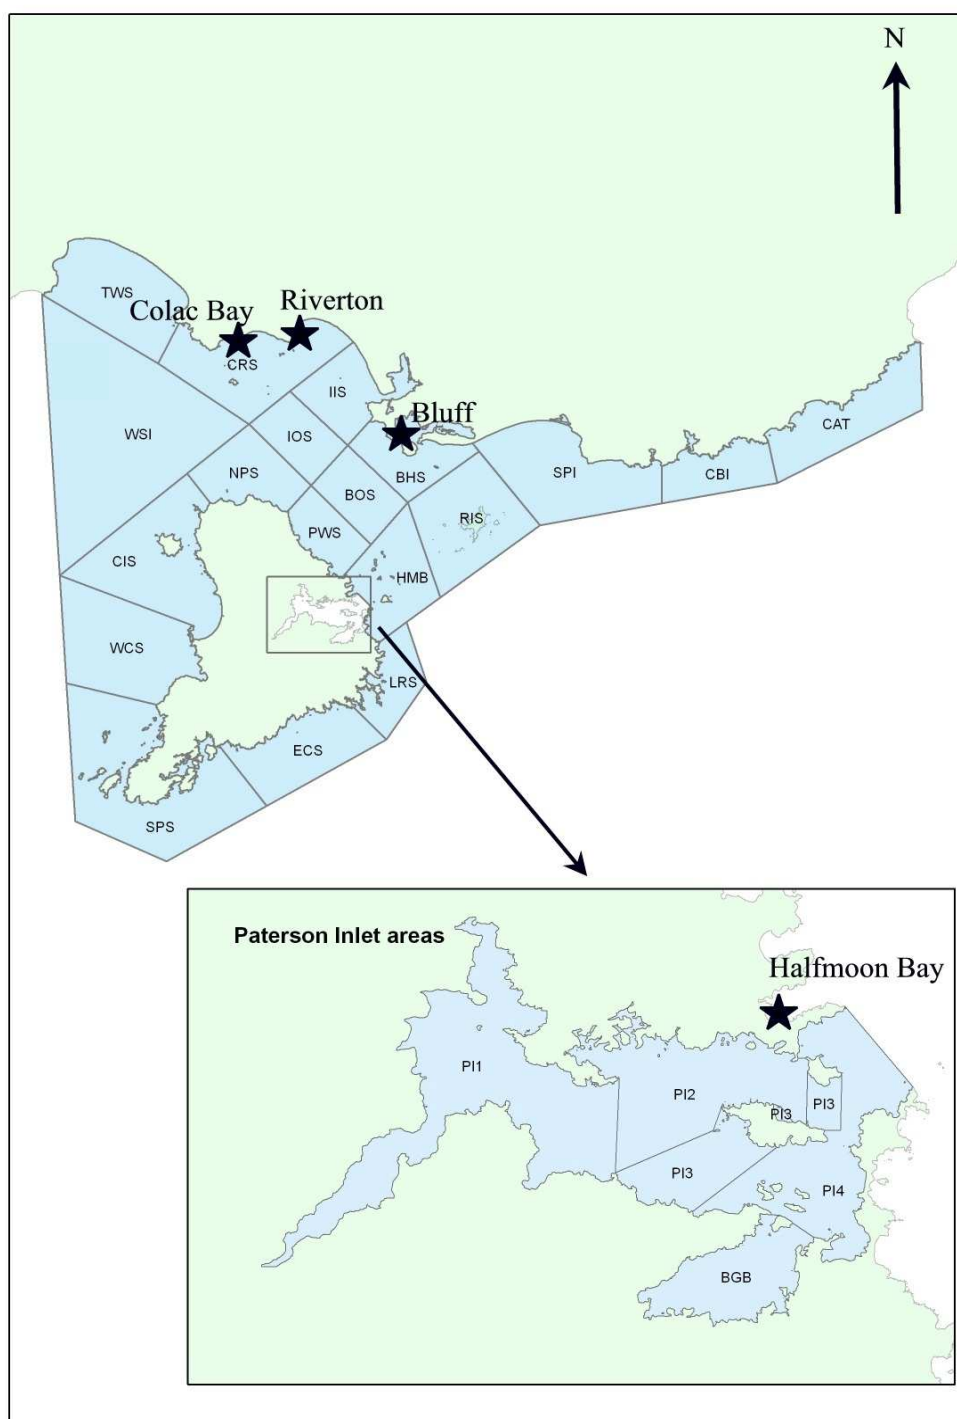 N
TWS
Colac Bay
Riverton
CRS
IIS
WSI
IOS
Bluff
CAT
NPS
BOS
BHS
SPI
CBI
PWS
RIS
CIS
HMB
WCS
LRS
ECS
SPS
Paterson Inlet areas
Halfmoon Bay
PI1
PI2
PI3
PI3
PI3
PI4
BGB